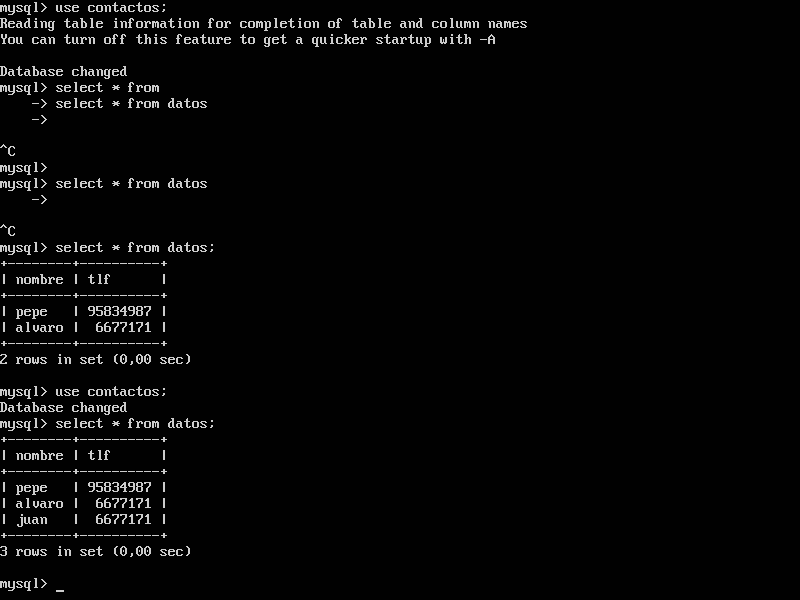 mysql> use contactos;
Reading table information for completion of table and column names
You can turn off this feature to get a quicker startup with -A
Database changed
mysql> select * from
    -> select * from datos
    ->
^C
mysql>
mysql> select * from datos
    ->
^C
mysql> select * from datos;
+--------+----------+
| nombre | tlf      |
+--------+----------+
| pepe   | 95834987 |
| alvaro |  6677171 |
+--------+----------+
2 rows in set (0,00 sec)
mysql> use contactos;
Database changed
mysql> select * from datos;
+--------+----------+
| nombre | tlf      |
+--------+----------+
| pepe   | 95834987 |
| alvaro |  6677171 |
| juan   |  6677171 |
+--------+----------+
3 rows in set (0,00 sec)
mysql> _